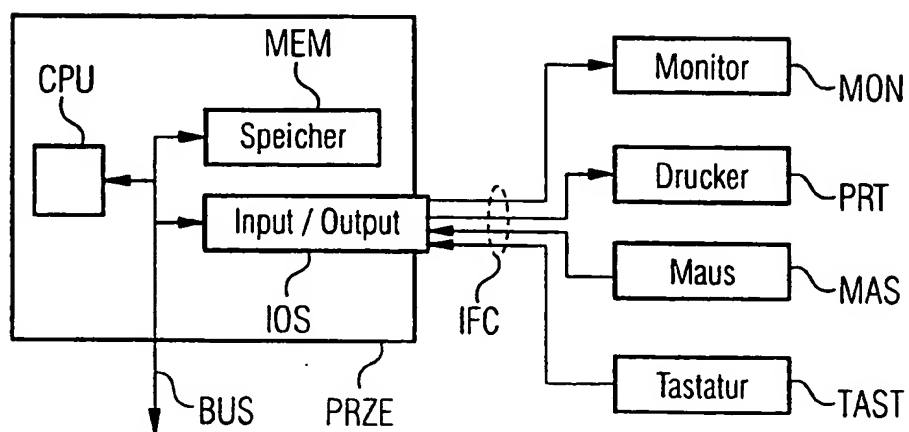 MEM
CPU
Speicher
Input / Output
IOS
BUS
PRZE
IFC
Monitor
MON
Drucker
PRT
Maus
MAS
Tastatur
TAST